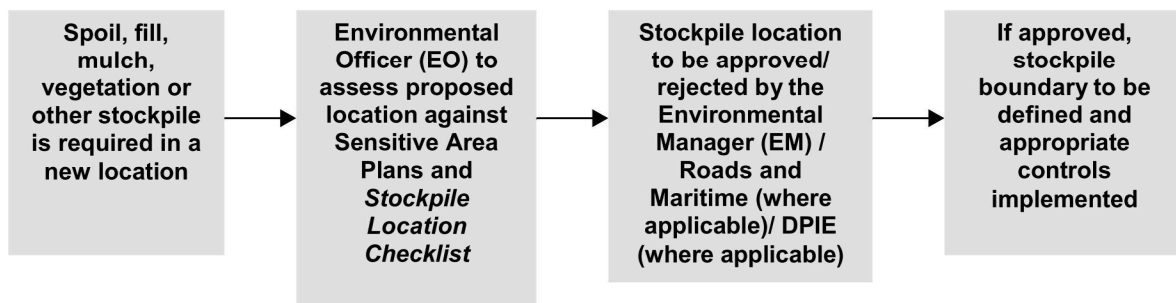 Spoil, fill,
mulch,
vegetation or
other stockpile
is required in a
new location
Environmental
Officer (EO) to
assess proposed
location against
Sensitive Area
Plans and
Stockpile
Location
Checklist
Stockpile location
to be approved/
rejected by the
Environmental
Manager (EM) /
Roads and
Maritime (where
applicable)/ DPIE
(where applicable)
If approved,
stockpile
boundary to be
defined and
appropriate
controls
implemented